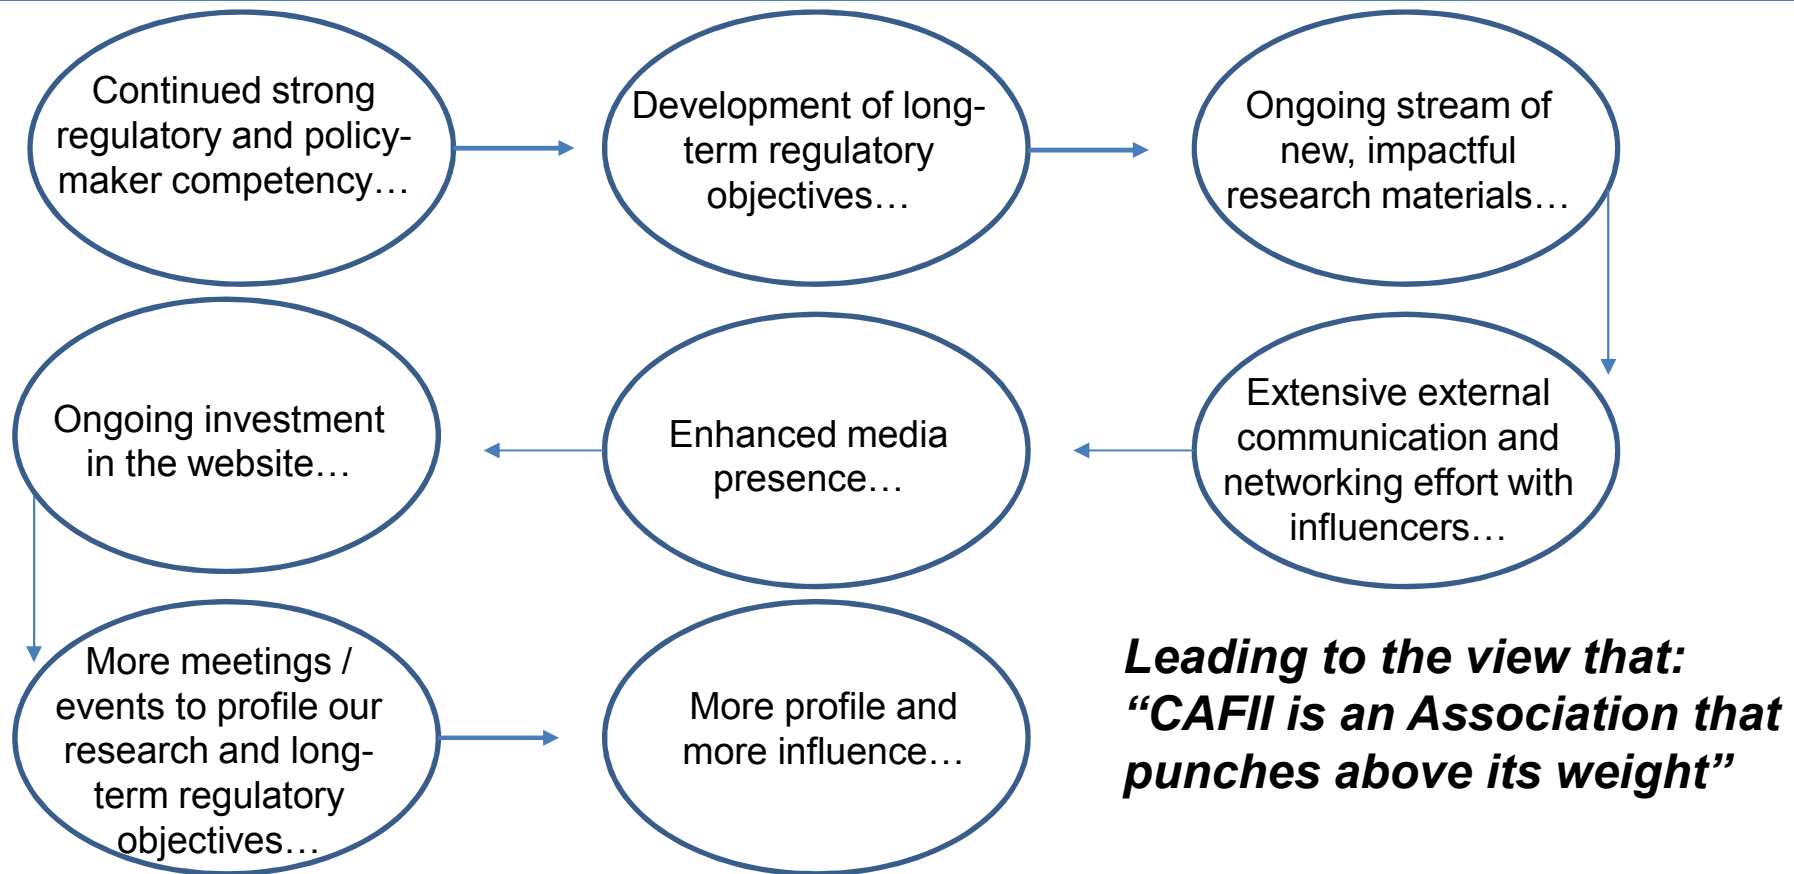 Continued strong
regulatory and policy-
maker competency…
Development of long-
term regulatory
objectives…
Ongoing stream of
new, impactful
research materials…
Extensive external
communication and
networking effort with
influencers…
Enhanced media
presence…
Ongoing investment
in the website…
More meetings /
events to profile our
research and long-
term regulatory
objectives…
More profile and
more influence…
Leading to the view that:
“CAFII is an Association that
punches above its weight”